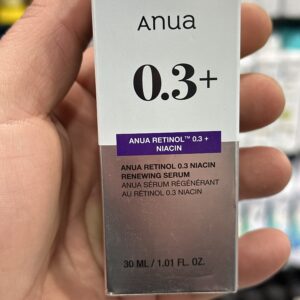 Anua
0.3+
ANUA RETINOL™ 0.3 +
NIACIN
ANUA RETINOL 0.3 NIACIN
RENEWING SERUM
ANUA SÉRUM RÉGÉNÉRANT
AU RÉTINOL 0.3 NIACIN
30 ML / 1.01 FL. OZ.